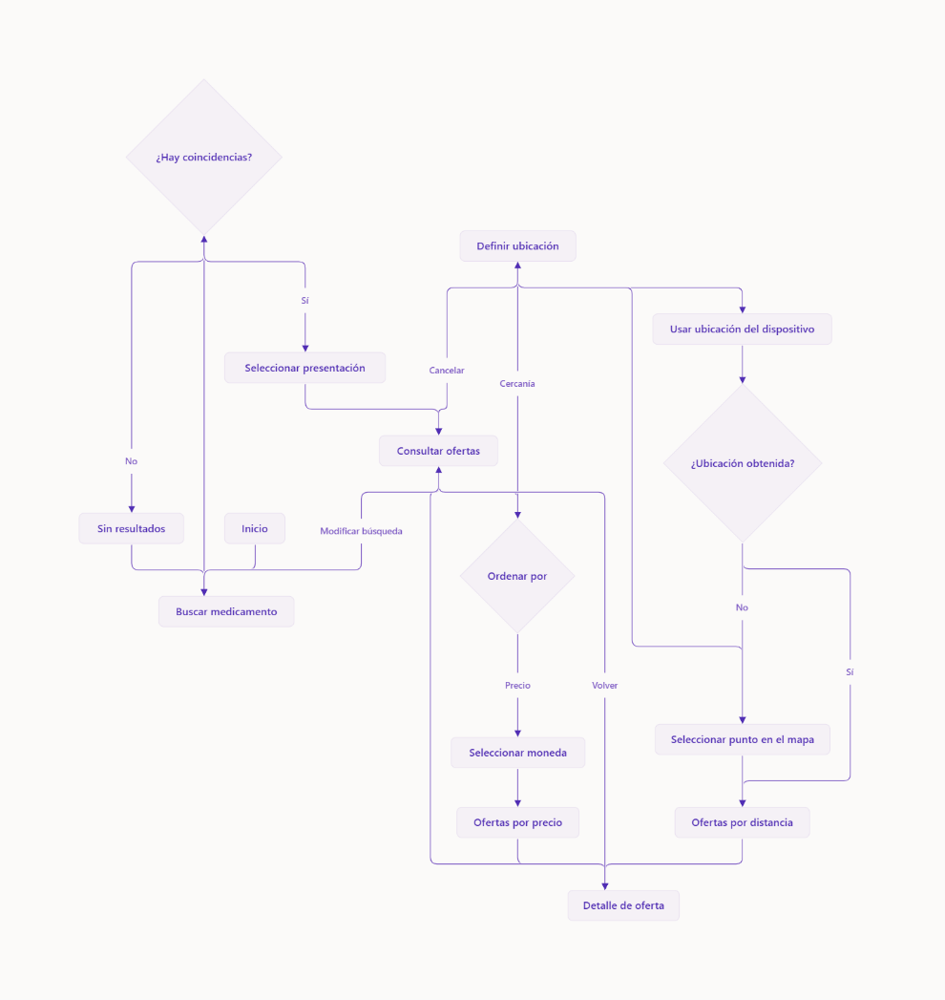 ¿Hay coincidencias?
Definir ubicación
Sí
Usar ubicación del dispositivo
Seleccionar presentación
Cancelar
Cercanía
Consultar ofertas
No
¿Ubicación obtenida?
Sin resultados
Inicio
Modificar búsqueda
Ordenar por
No
Buscar medicamento
Sí
Precio
Volver
Seleccionar punto en el mapa
Seleccionar moneda
Ofertas por precio
Ofertas por distancia
Detalle de oferta